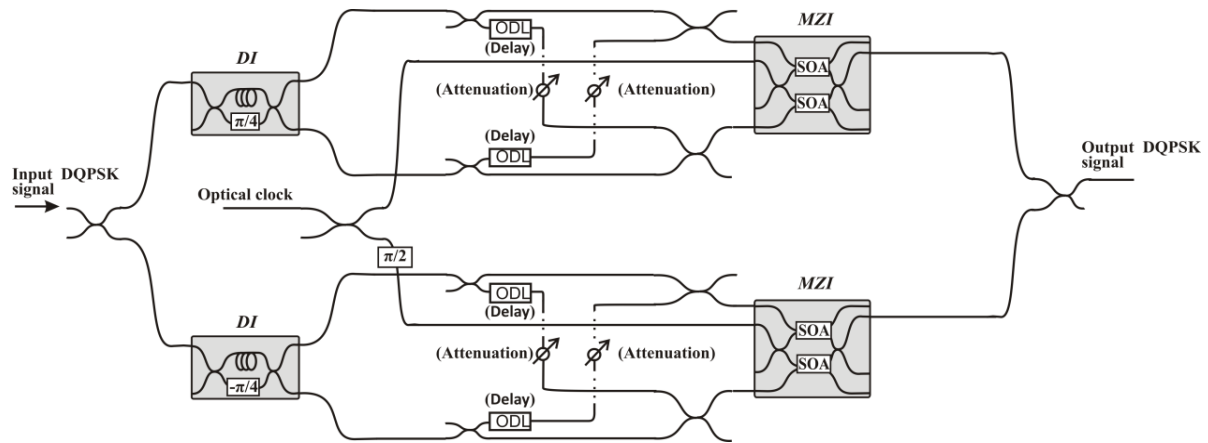 MZI
ODL
(Delay)
DI
SOA
(Attenuation)
(Attenuation)
SOA
π/4
(Delay)
ODL
Input DQPSK
signal
Output DQPSK
signal
Optical clock
π/2
MZI
ODL
(Delay)
DI
SOA
(Attenuation)
(Attenuation)
SOA
-π/4
(Delay)
ODL